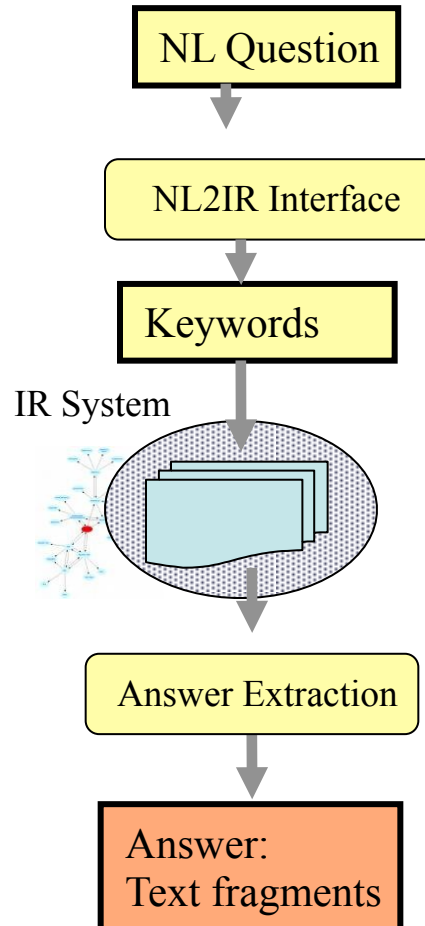 NL Question
NL2IR Interface
Keywords
IR System
Answer Extraction
Answer:
Text fragments